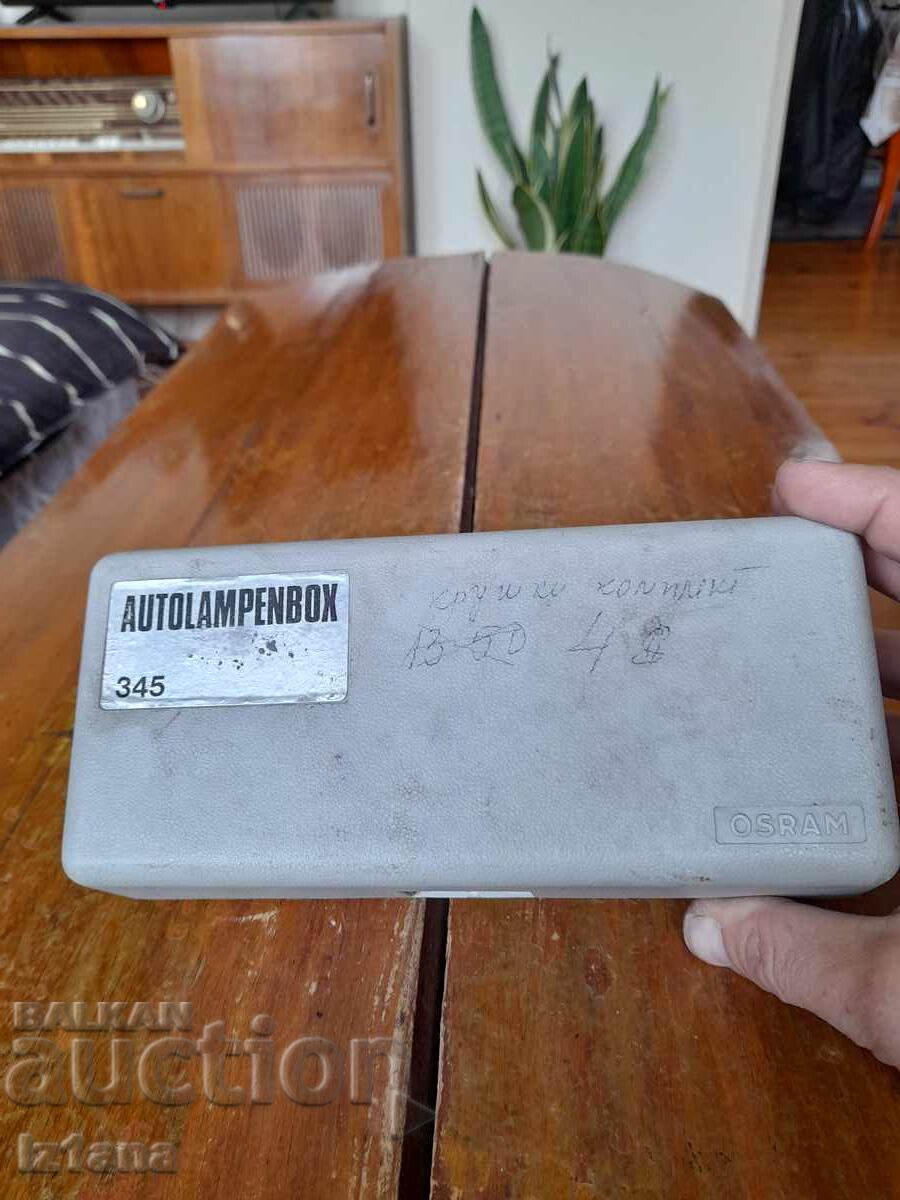 AUTOLAMPENBOX
345
крушки комплект
OSRAM
BALKAN
auction
iz1ana